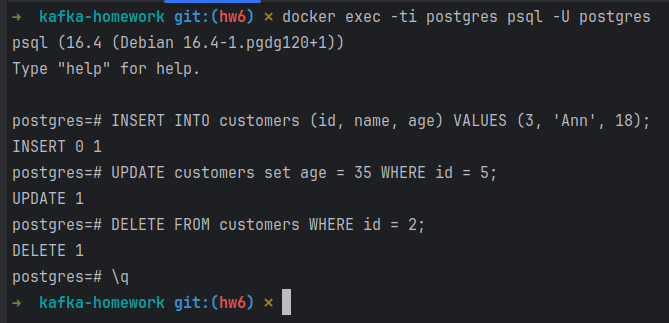 → kafka-homework git:(hw6) × docker exec -ti postgres psql -U postgres
psql (16.4 (Debian 16.4-1.pgdg120+1))
Type "help" for help.
postgres=# INSERT INTO customers (id, name, age) VALUES (3, 'Ann', 18);
INSERT 0 1
postgres=# UPDATE customers set age = 35 WHERE id = 5;
UPDATE 1
postgres=# DELETE FROM customers WHERE id = 2;
DELETE 1
postgres=# \q
→ kafka-homework git:(hw6) ×